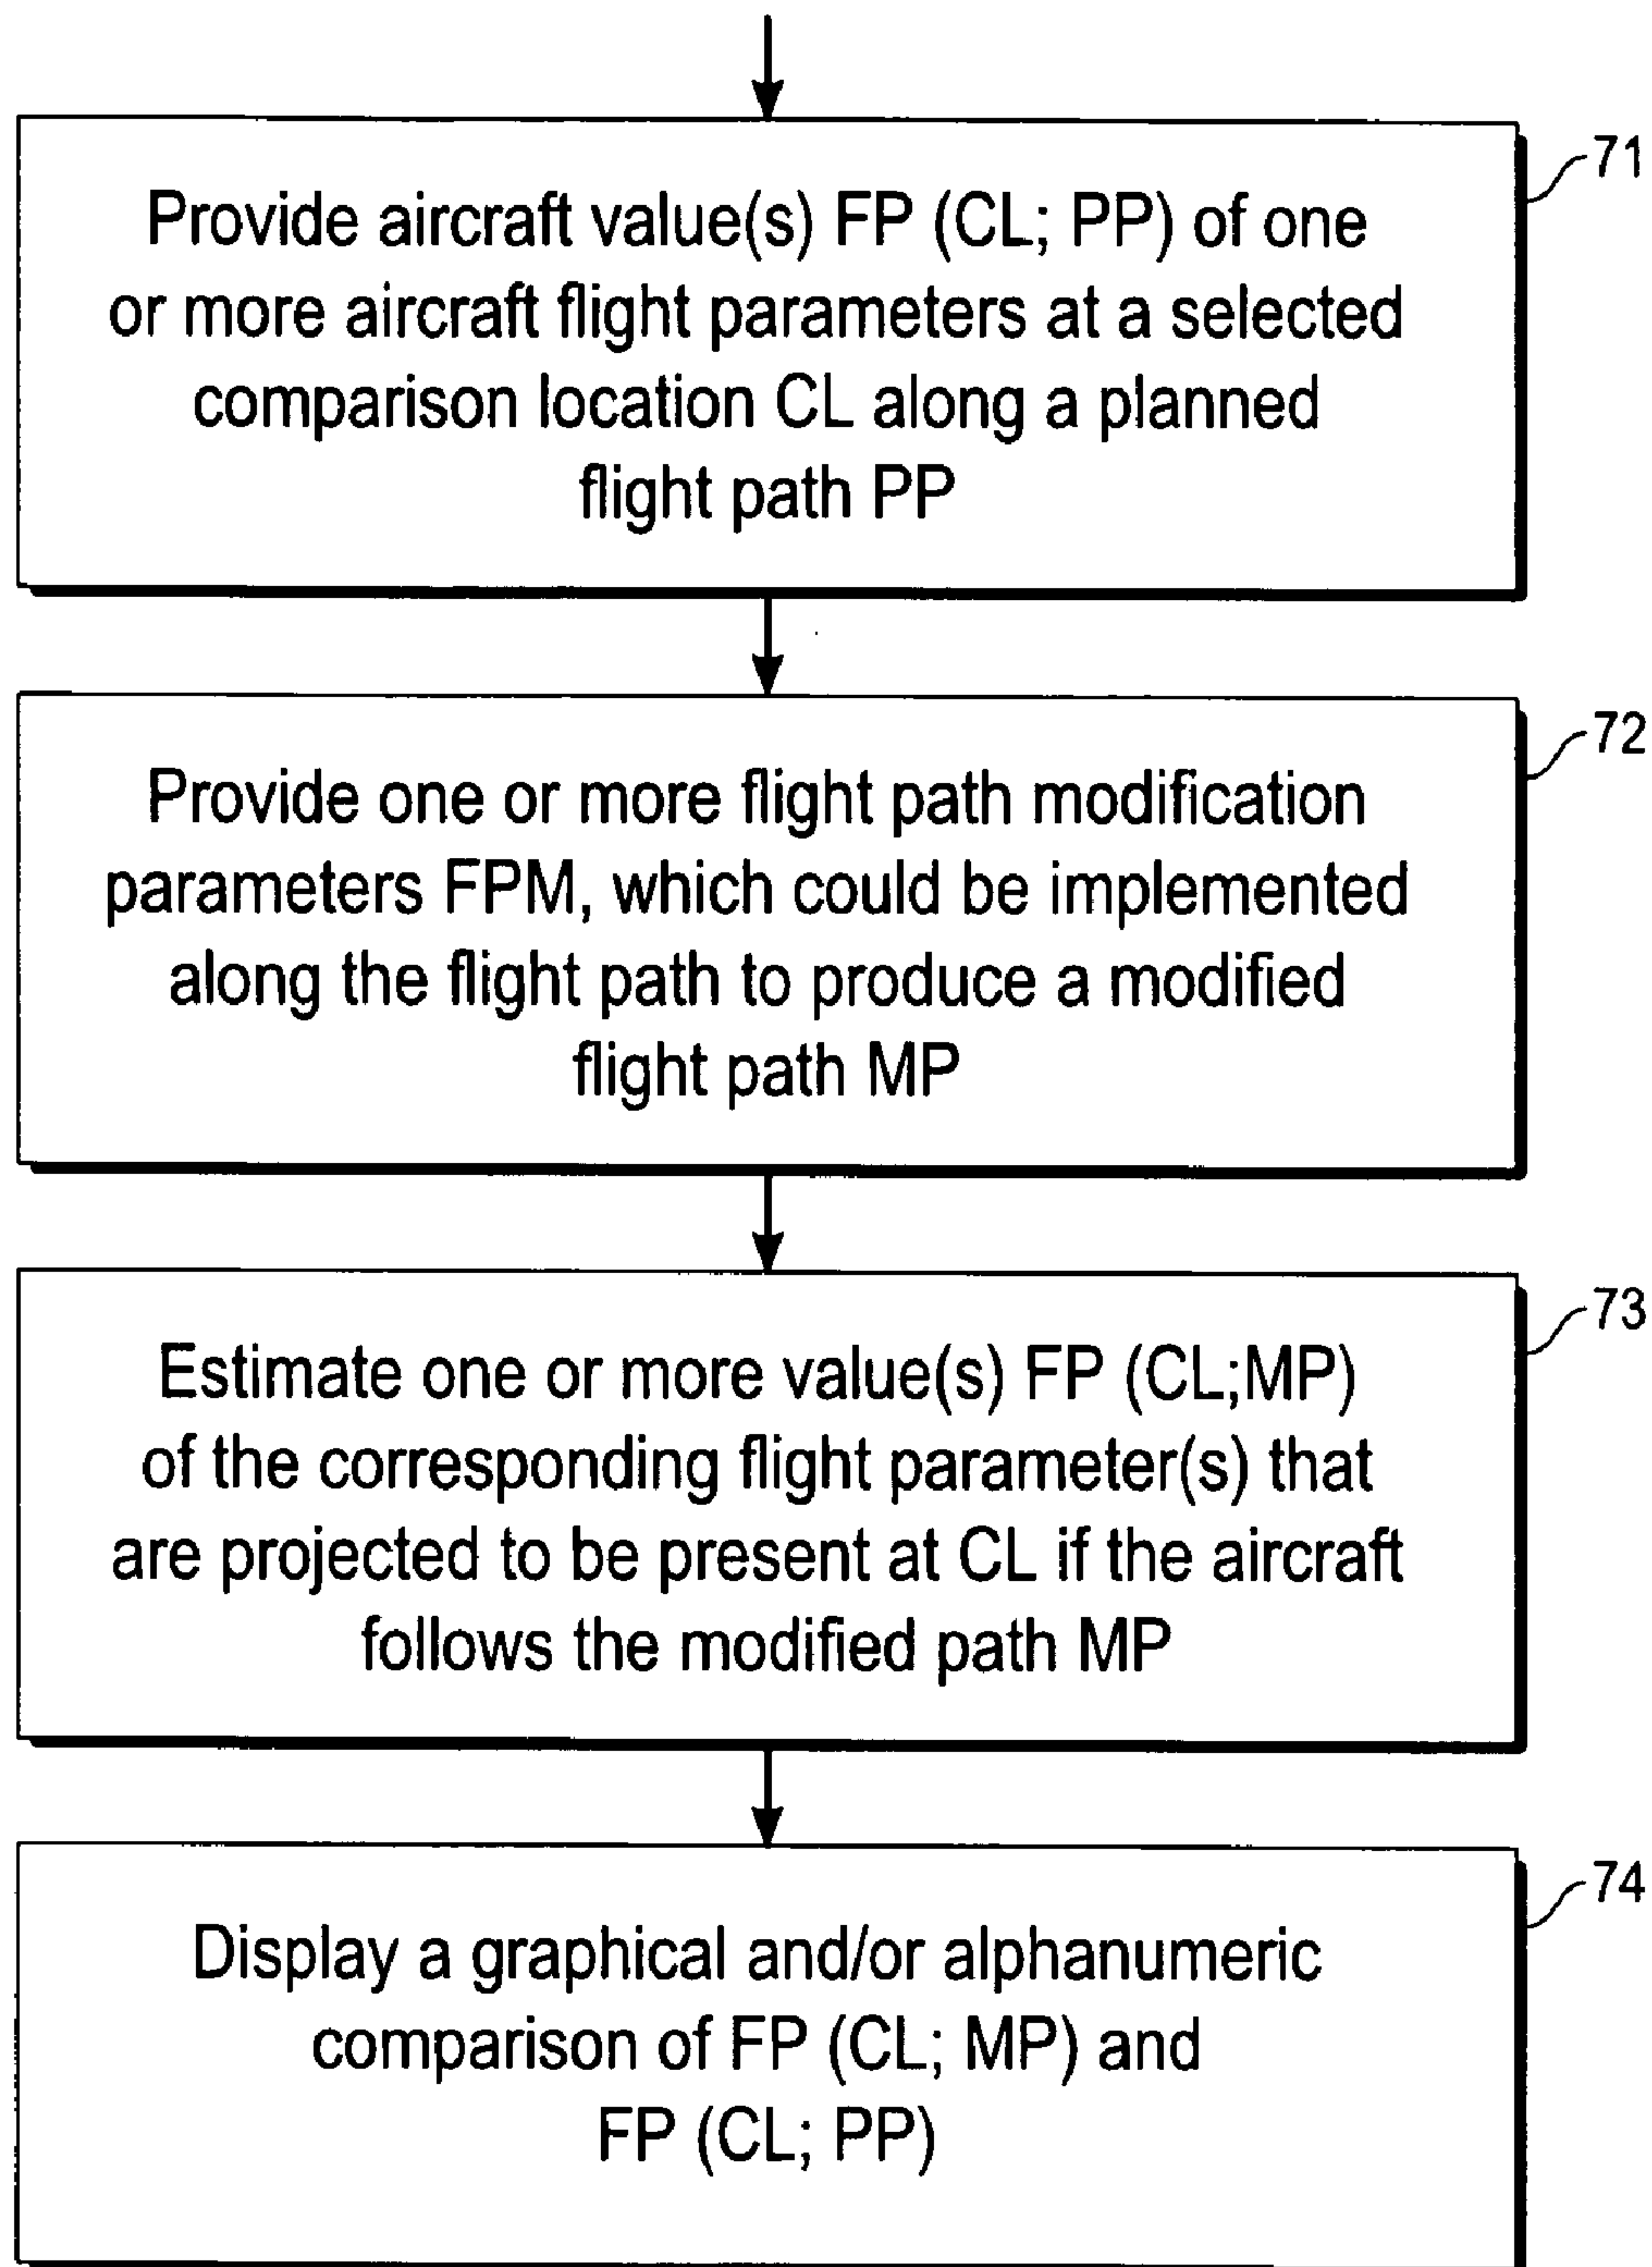 71
Provide aircraft value(s) FP (CL; PP) of one
or more aircraft flight parameters at a selected
comparison location CL along a planned
flight path PP
72
Provide one or more flight path modification
parameters FPM, which could be implemented
along the flight path to produce a modified
flight path MP
73
Estimate one or more value(s) FP (CL;MP)
of the corresponding flight parameter(s) that
are projected to be present at CL if the aircraft
follows the modified path MP
74
Display a graphical and/or alphanumeric
comparison of FP (CL; MP) and
FP (CL; PP)